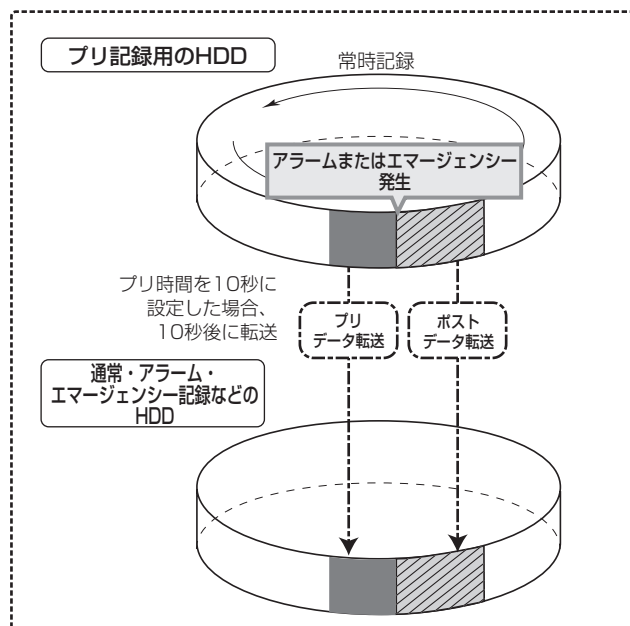 プリ記録用のHDD
常時記録
アラームまたはエマージェンシー
発生
プリ時間を10秒に
設定した場合、
10秒後に転送
プリ
データ転送
ポスト
データ転送
通常・アラーム・
エマージェンシー記録などの
HDD